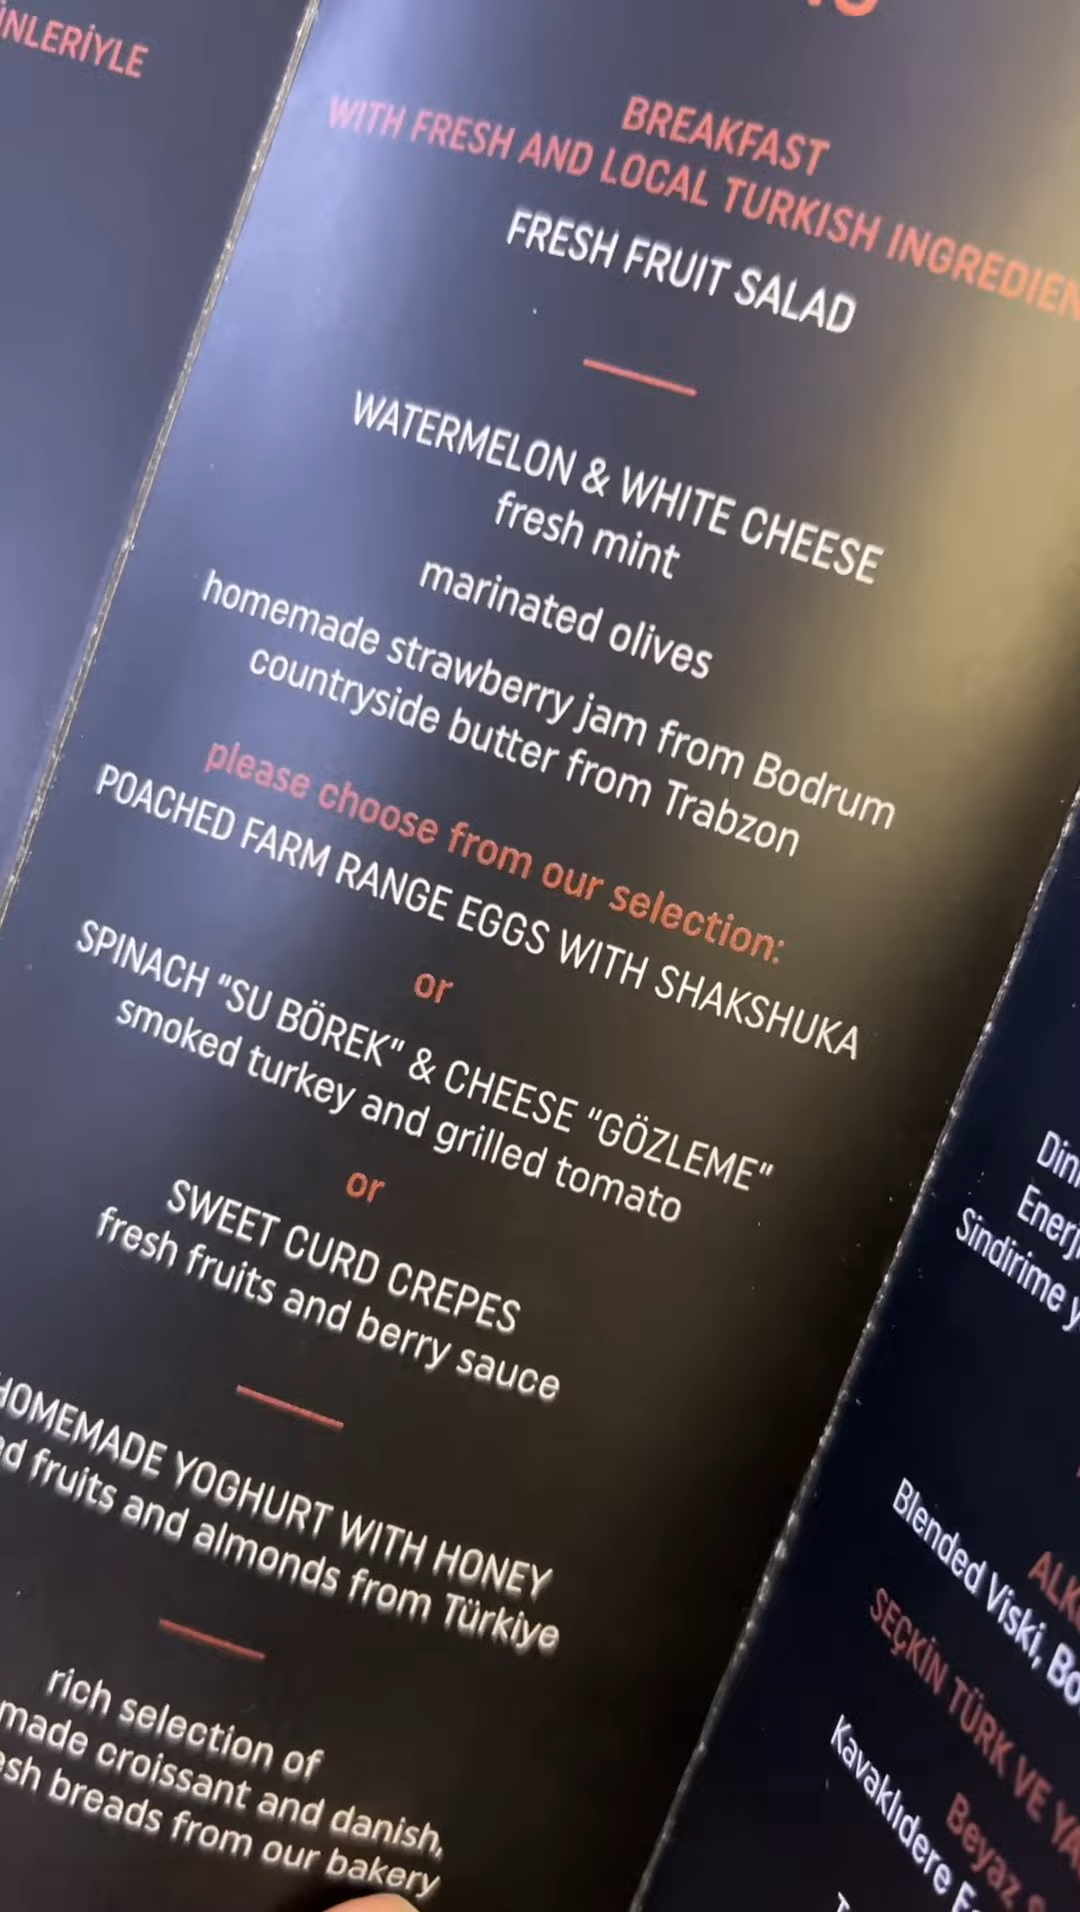 BREAKFAST
WITH FRESH AND LOCAL TURKISH
FRESH FRUIT SALAD
WATERMELON & WHITE CHEESE
fresh mint
marinated olives
homemade strawberry jam from Bodrum
countryside butter from Trabzon
please choose from our selection:
POACHED FARM RANGE EGGS WITH SHAKSHUKA
or
SPINACH "SU BÖREK" & CHEESE "GÖZLEME"
smoked turkey and grilled tomato
or
SWEET CURD CREPES
fresh fruits and berry sauce
HOMEMADE YOGHURT WITH HONEY
fruits and almonds from Türkiye
rich selection of
made croissant and danish,
breads from our bakery
Sindirime
Blended Viski,
SEÇKİN TÜRK VE
Beyaz
Kavaklıdere